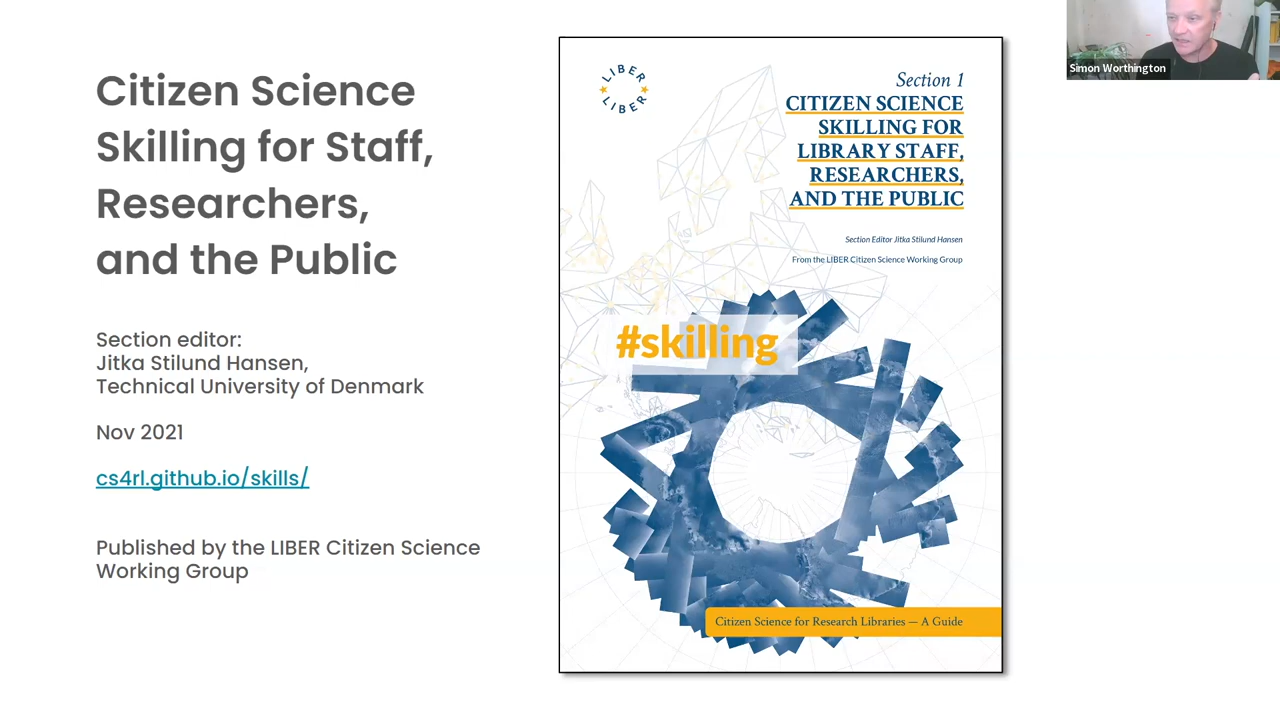 Citizen Science
Skilling for Staff,
Researchers,
and the Public
Section editor:
Jitka Stilund Hansen,
Technical University of Denmark
Nov 2021
cs4rl.github.io/skills/
Published by the LIBER Citizen Science
Working Group
LIBER
LIBER
Section 1
CITIZEN SCIENCE
SKILLING FOR
LIBRARY STAFF,
RESEARCHERS,
AND THE PUBLIC
Section Editor Jitka Stilund Hansen
From the LIBER Citizen Science Working Group
#skilling
Citizen Science for Research Libraries — A Guide
Simon Worthington